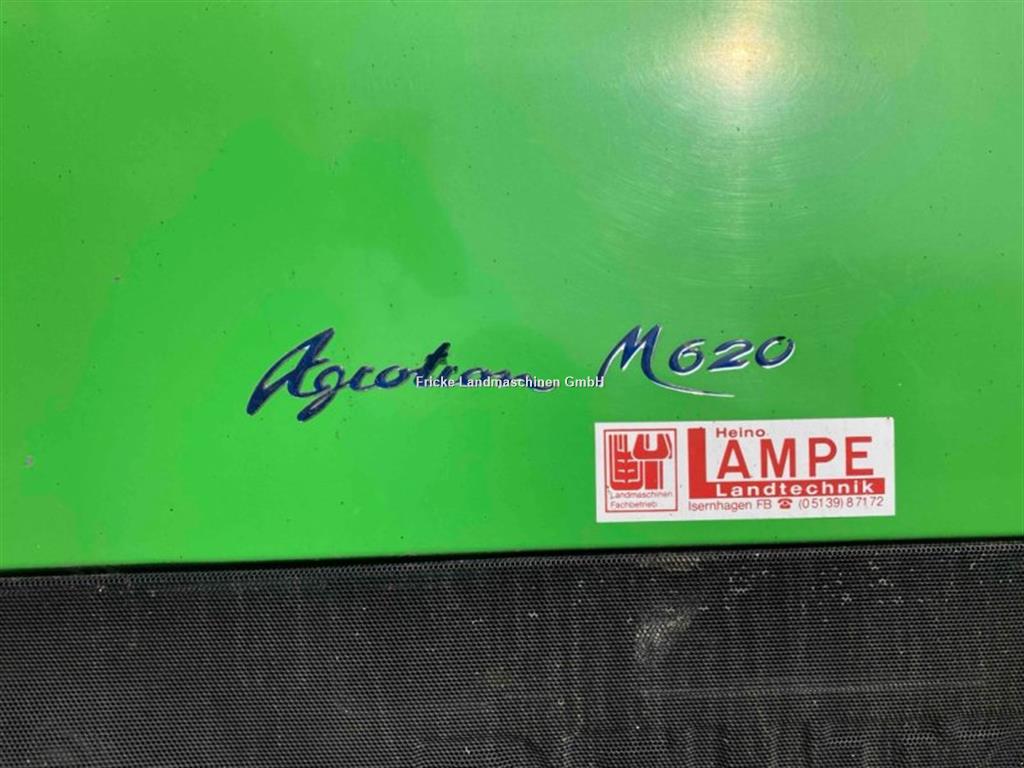 Agrotron M620
Fricke Landmaschinen GmbH
Heino
LAMPE
Landtechnik
Landmaschinen
Fachbetrieb
Isernhagen FB ☎ (05139) 87172